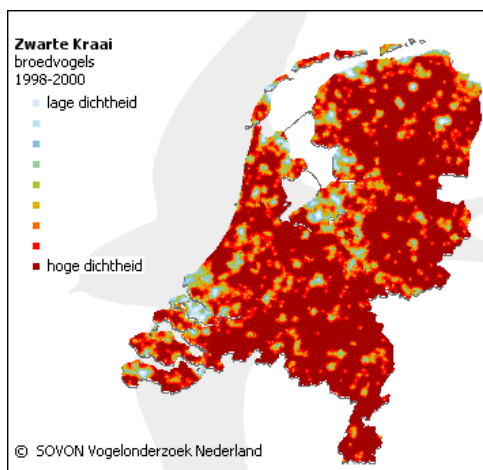 Zwarte Kraai
broedvogels
1998-2000
lage dichtheid
hoge dichtheid
© SOVON Vogelonderzoek Nederland